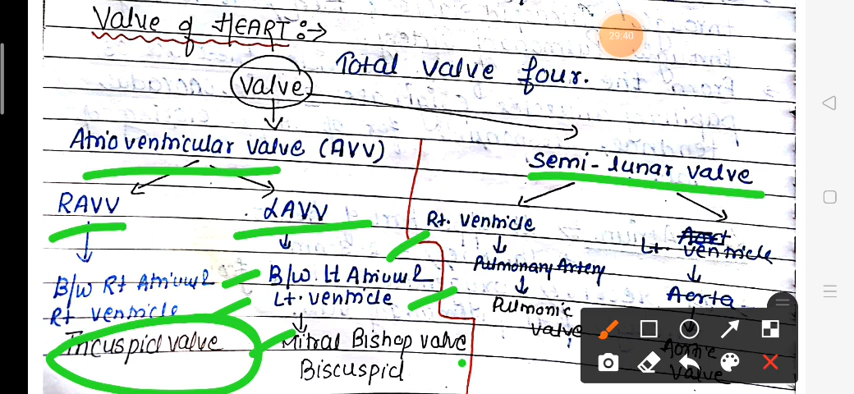 Valve of HEART :->
Total valve four.
Valve
Atrioventricular valve (AVV)
Semi-lunar valve
RAVV
LAVV
Rt. Ventricle
Lt. ventricle
B/w Rt Atrium &
Rt ventricle
B/w. Lt Atrium &
Lt. ventricle
Pulmonary Artery
Aorta
Pulmonic
valve
Tricuspid valve
Mitral Bishop valve
Biscuspid
Valve
29:40